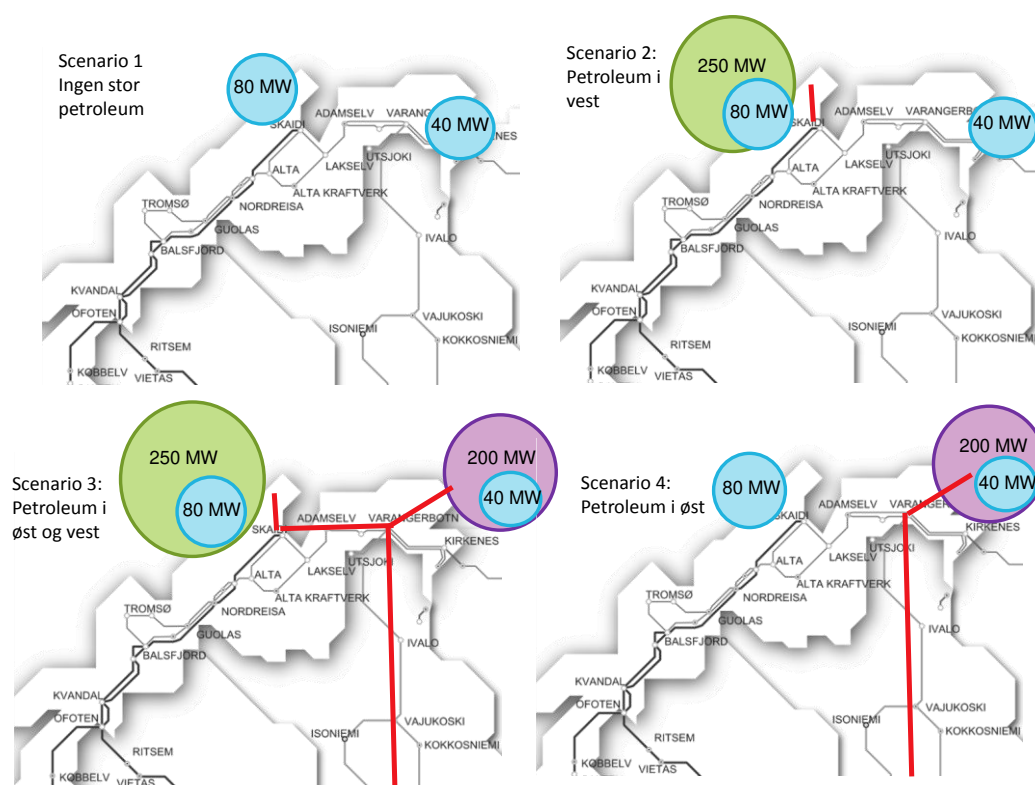 Scenario 1
Ingen stor
petroleum
80 MW
40 MW
SKAIDI
ADAMSELV
UTSJOKI
LAKSELV
ALTA
ALTA KRAFTVERK
NORDREISA
TROMSØ
GUOLAS
BALSFJORD
IVALO
KVANDAL
OFOTEN
VAJUKOSKI
ISONIEMI
KOKKOSNIEMI
RITSEM
KOBBELV
VIETAS
Scenario 2:
Petroleum i
vest
250 MW
80 MW
40 MW
SKAIDI
ADAMSELV
UTSJOKI
LAKSELV
ALTA
ALTA KRAFTVERK
NORDREISA
TROMSØ
GUOLAS
BALSFJORD
IVALO
KVANDAL
OFOTEN
VAJUKOSKI
ISONIEMI
KOKKOSNIEMI
RITSEM
KOBBELV
VIETAS
Scenario 3:
Petroleum i
øst og vest
250 MW
80 MW
200 MW
40 MW
SKAIDI
ADAMSELV
VARANGERBOTN
KIRKENES
UTSJOKI
LAKSELV
ALTA
ALTA KRAFTVERK
NORDREISA
TROMSØ
GUOLAS
BALSFJORD
IVALO
KVANDAL
OFOTEN
VAJUKOSKI
ISONIEMI
KOKKOSNIEMI
RITSEM
KOBBELV
VIETAS
Scenario 4:
Petroleum i øst
80 MW
200 MW
40 MW
SKAIDI
ADAMSELV
KIRKENES
UTSJOKI
LAKSELV
ALTA
ALTA KRAFTVERK
NORDREISA
TROMSØ
GUOLAS
BALSFJORD
IVALO
KVANDAL
OFOTEN
VAJUKOSKI
ISONIEMI
KOKKOSNIEMI
RITSEM
KOBBELV
VIETAS